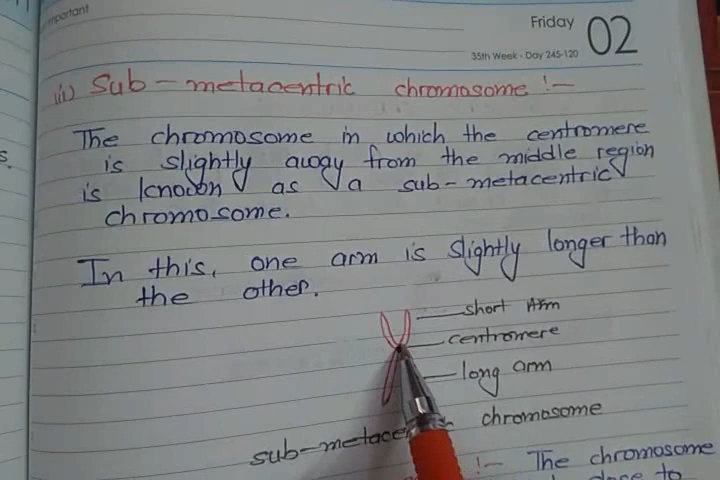 important
Friday
02
35th Week - Day 245-120
ii) Sub-metacentric chromosome :-
The chromosome in which the centromere
is slightly away from the middle region
is known as a sub-metacentric
chromosome.
In this, one arm is slightly longer than
the other.
short Arm
centromere
long arm
chromosome
:- The chromosome
close to
s.